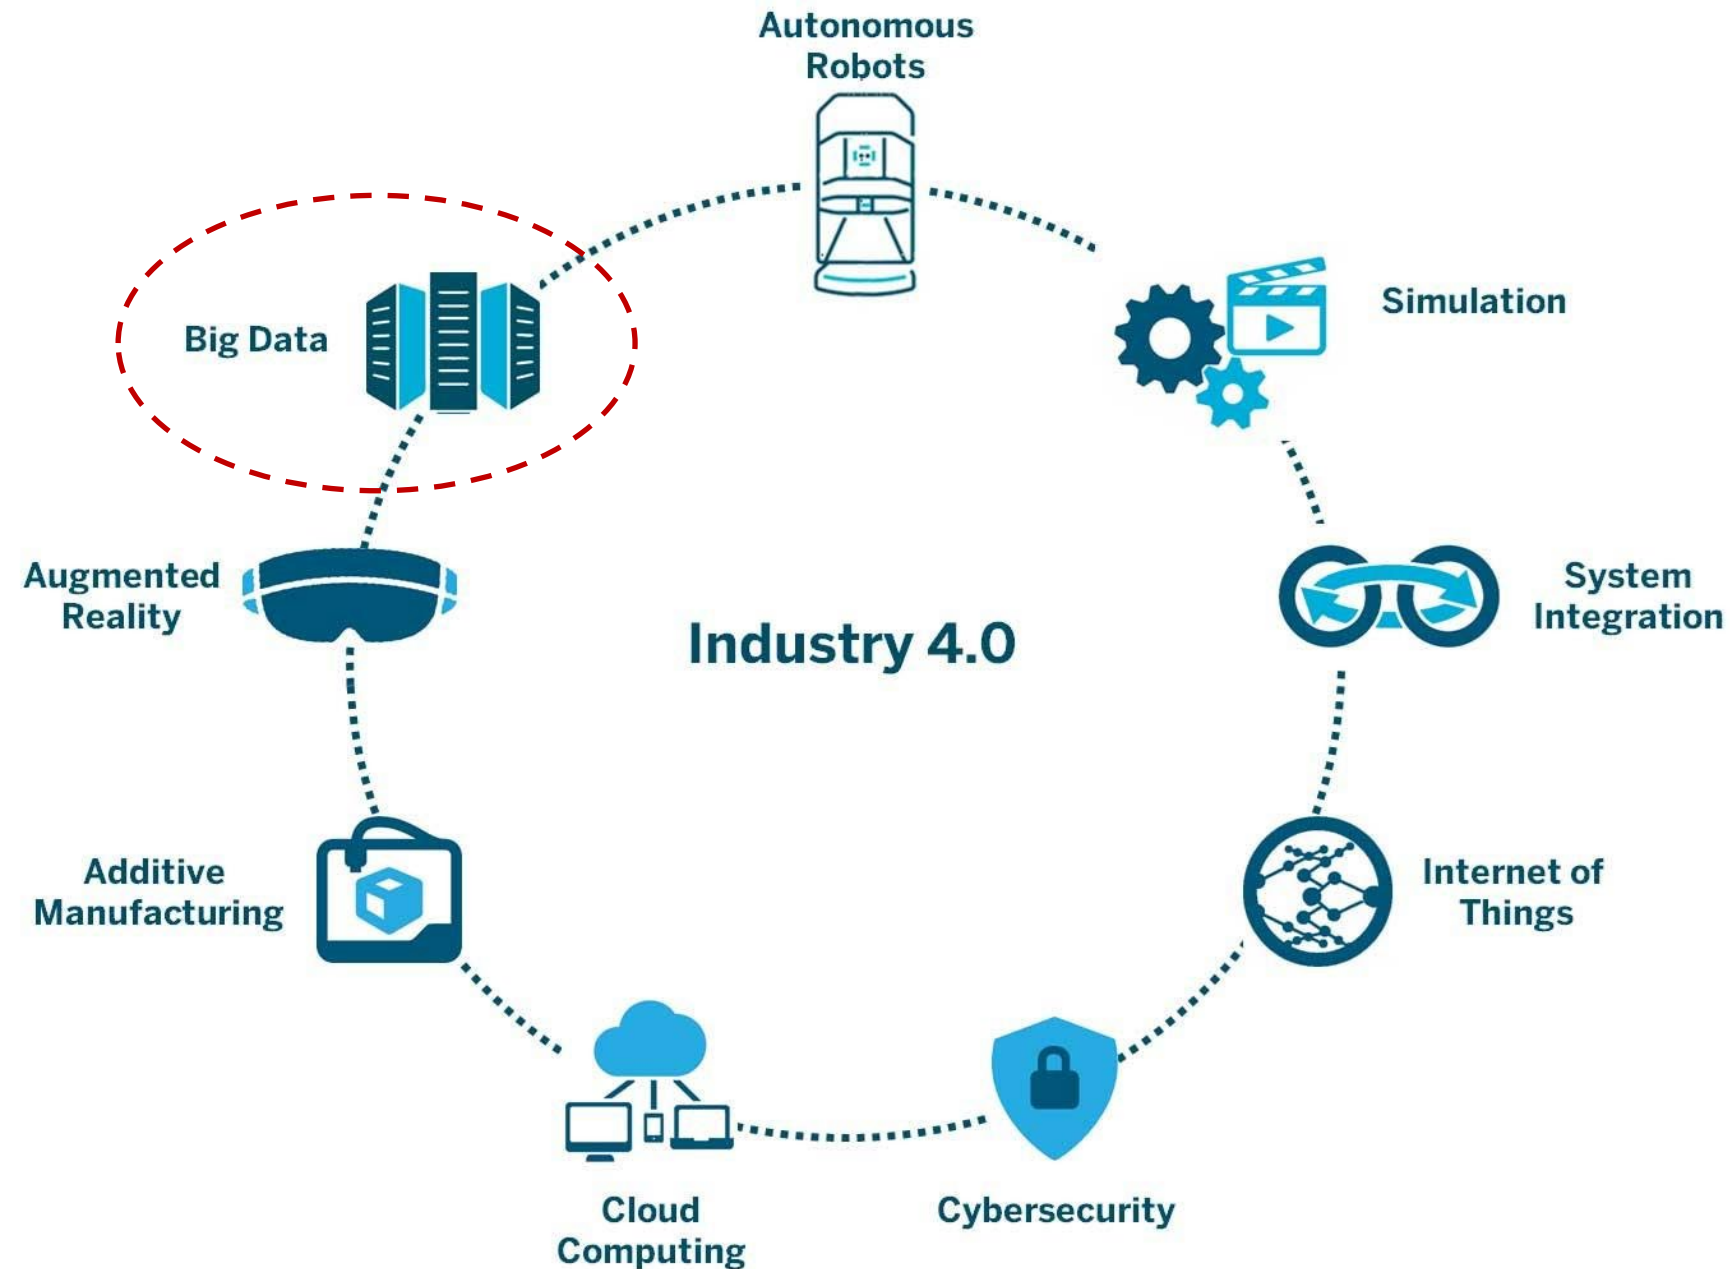 Autonomous
Robots
Simulation
Big Data
System
Integration
Augmented
Reality
Industry 4.0
Internet of
Things
Additive
Manufacturing
Cybersecurity
Cloud
Computing